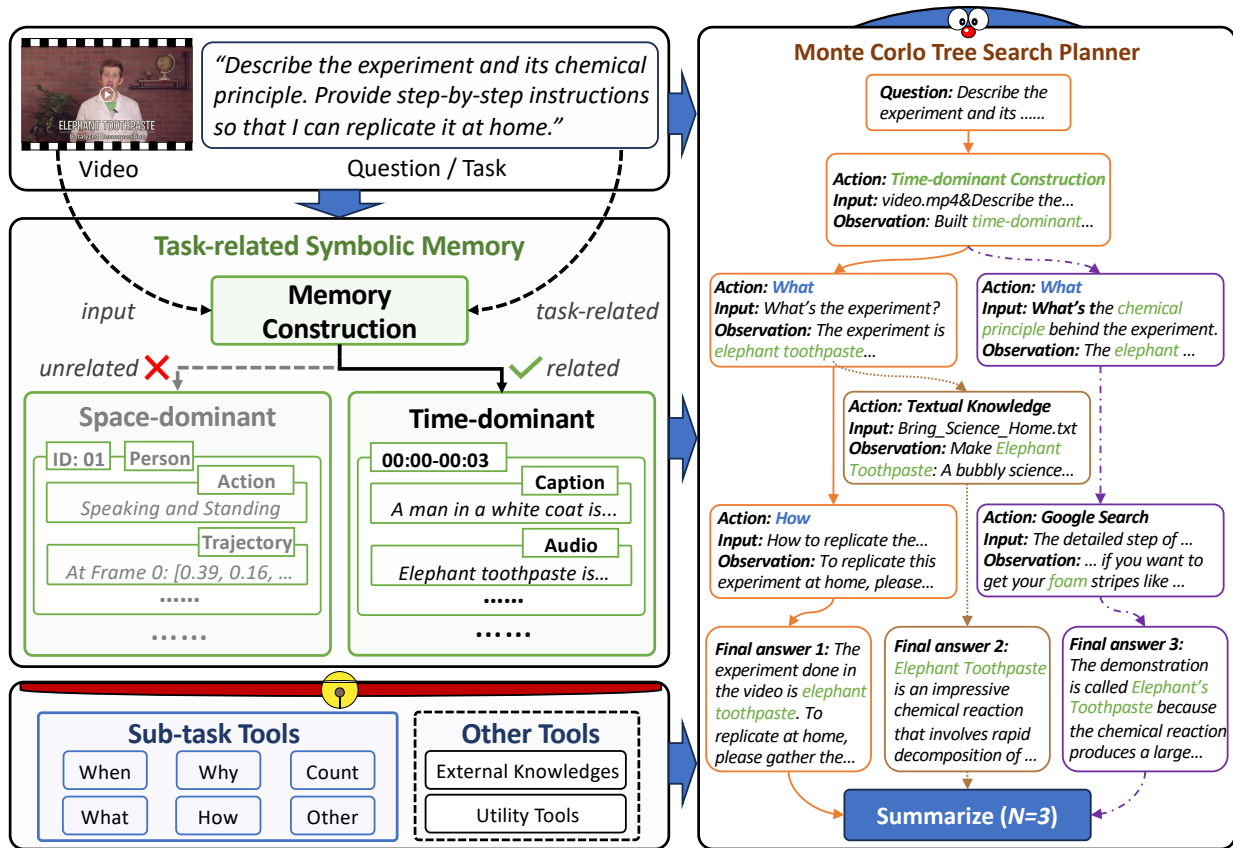 ELEPHANT TOOTHPASTE
Catalyzed Decomposition
Video
“Describe the experiment and its chemical
principle. Provide step-by-step instructions
so that I can replicate it at home.”
Question / Task
Task-related Symbolic Memory
input
Memory
Construction
task-related
unrelated
related
Space-dominant
ID: 01
Person
Action
Speaking and Standing
Trajectory
At Frame 0: [0.39, 0.16, …
……
……
Time-dominant
00:00-00:03
Caption
A man in a white coat is…
Audio
Elephant toothpaste is…
……
……
Sub-task Tools
When
Why
Count
What
How
Other
Other Tools
External Knowledges
Utility Tools
Monte Corlo Tree Search Planner
Question: Describe the
experiment and its ……
Action: Time-dominant Construction
Input: video.mp4&Describe the…
Observation: Built time-dominant…
Action: What
Input: What’s the experiment?
Observation: The experiment is
elephant toothpaste…
Action: What
Input: What’s the chemical
principle behind the experiment.
Observation: The elephant …
Action: Textual Knowledge
Input: Bring_Science_Home.txt
Observation: Make Elephant
Toothpaste: A bubbly science…
Action: How
Input: How to replicate the…
Observation: To replicate this
experiment at home, please…
Action: Google Search
Input: The detailed step of …
Observation: … if you want to
get your foam stripes like …
Final answer 1: The
experiment done in
the video is elephant
toothpaste. To
replicate at home,
please gather the…
Final answer 2:
Elephant Toothpaste
is an impressive
chemical reaction
that involves rapid
decomposition of …
Final answer 3:
The demonstration
is called Elephant’s
Toothpaste because
the chemical reaction
produces a large…
Summarize (N=3)